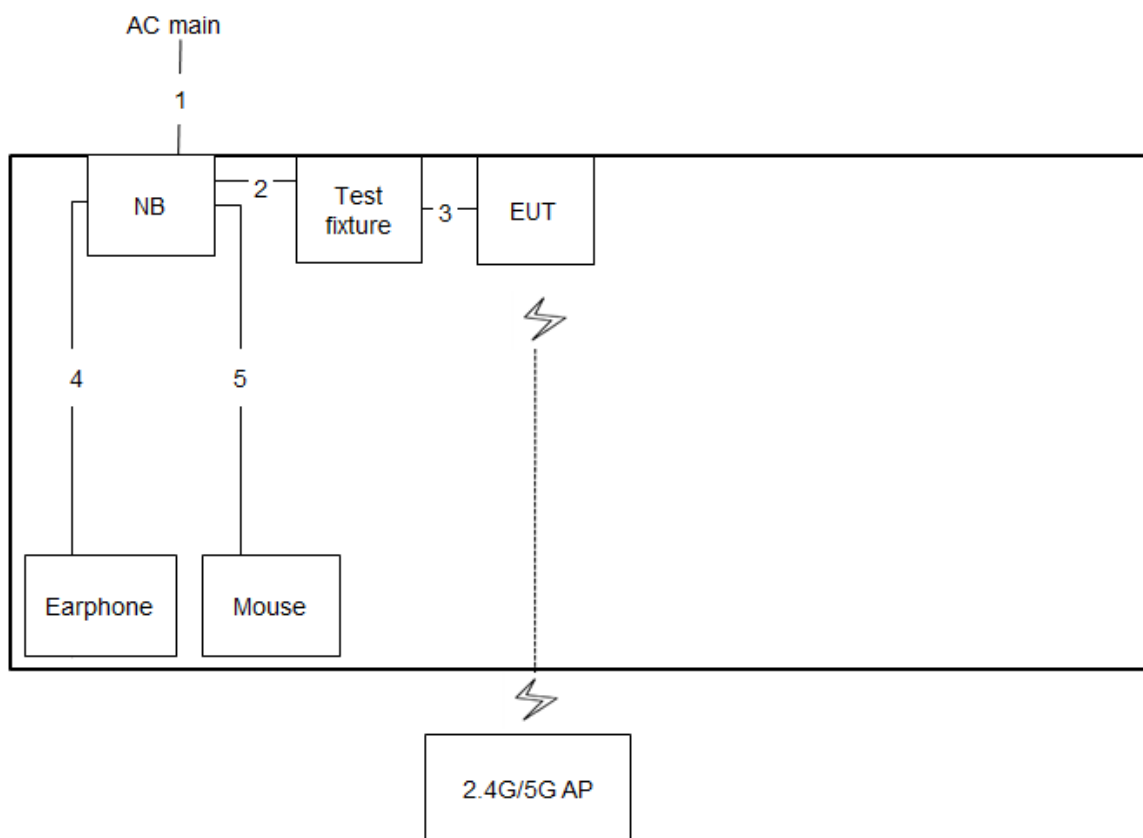 AC main
1
NB
2
Test
fixture
3
EUT
4
5
Earphone
Mouse
2.4G/5G AP